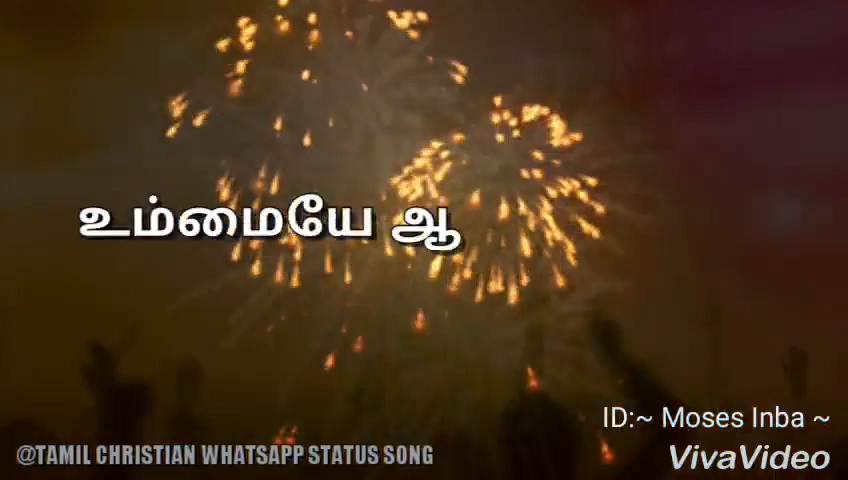 உம்மையே ஆ
ID:~ Moses Inba ~
@TAMIL CHRISTIAN WHATSAPP STATUS SONG
VivaVideo